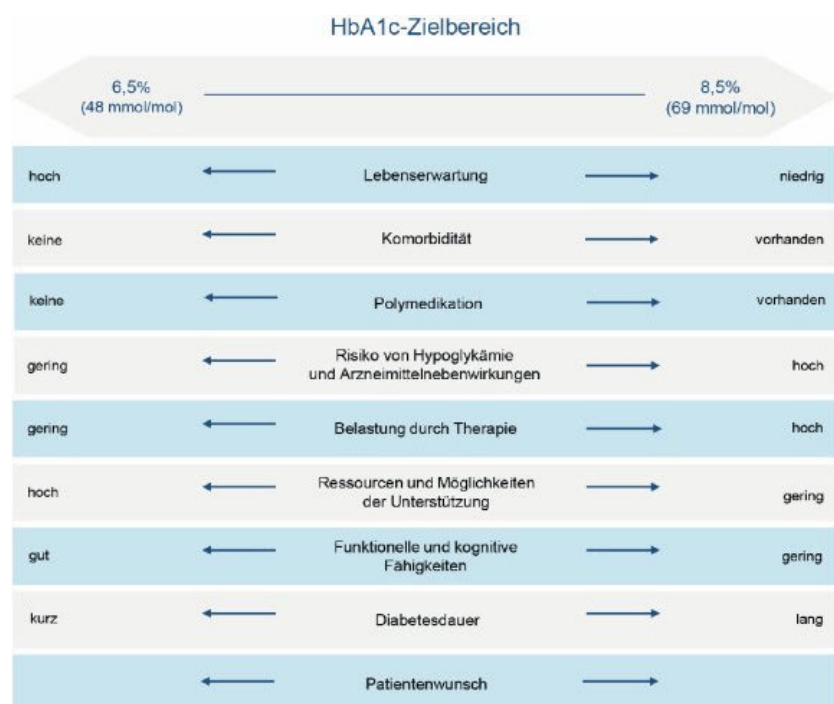 HbA1c-Zielbereich
6,5% 8,5%
(48 mmol/mol) (69 mmol/mol)
hoch Lebenserwartung niedrig
keine Komorbidität vorhanden
keine Polymedikation vorhanden
Risiko von Hypoglykämie
gering und Arzneimittelnebenwirkungen hoch
gering Belastung durch Therapie hoch
Ressourcen und Möglichkeiten
hoch der Unterstützung gering
Funktionelle und kognitive
gut Fähigkeiten gering
kurz Diabetesdauer lang
Patientenwunsch